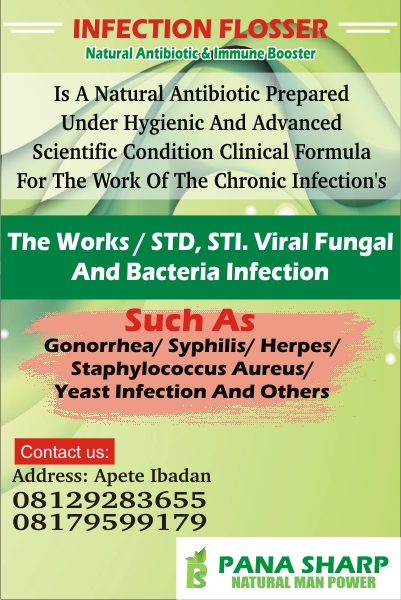 INFECTION FLOSSER
Natural Antibiotic & Immune Booster
Is A Natural Antibiotic Prepared
Under Hygienic And Advanced
Scientific Condition Clinical Formula
For The Work Of The Chronic Infection's
The Works / STD, STI. Viral Fungal
And Bacteria Infection
Such As
Gonorrhea/ Syphilis/ Herpes/
Staphylococcus Aureus/
Yeast Infection And Others
Contact us:
Address: Apete Ibadan
08129283655
08179599179
PANA SHARP
NATURAL MAN POWER